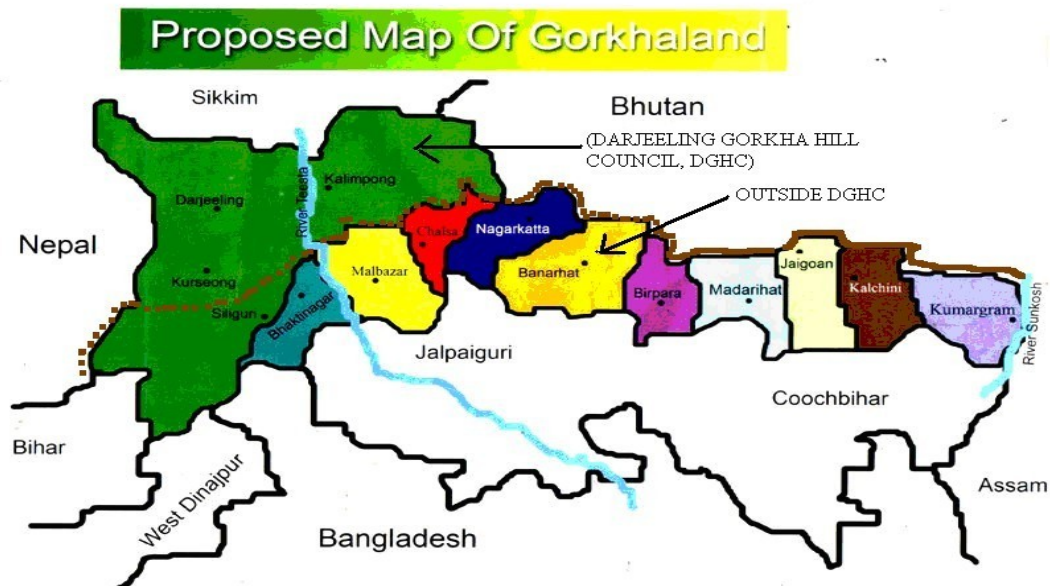 Proposed Map Of Gorkhaland
Sikkim
Bhutan
(DARJEELING GORKHA HILL
COUNCIL, DGHC)
OUTSIDE DGHC
Kalimpong
Darjeeling
River Teesta
Nepal
Chalsa
Nagarkatta
Malbazar
Banarhat
Jaigoan
Kurseong
Birpara
Madarihat
Kalchini
Kumargram
Siligun
Bhaktinagar
River Sunkosh
Jalpaiguri
Coochbihar
Bihar
West Dinajpur
Assam
Bangladesh